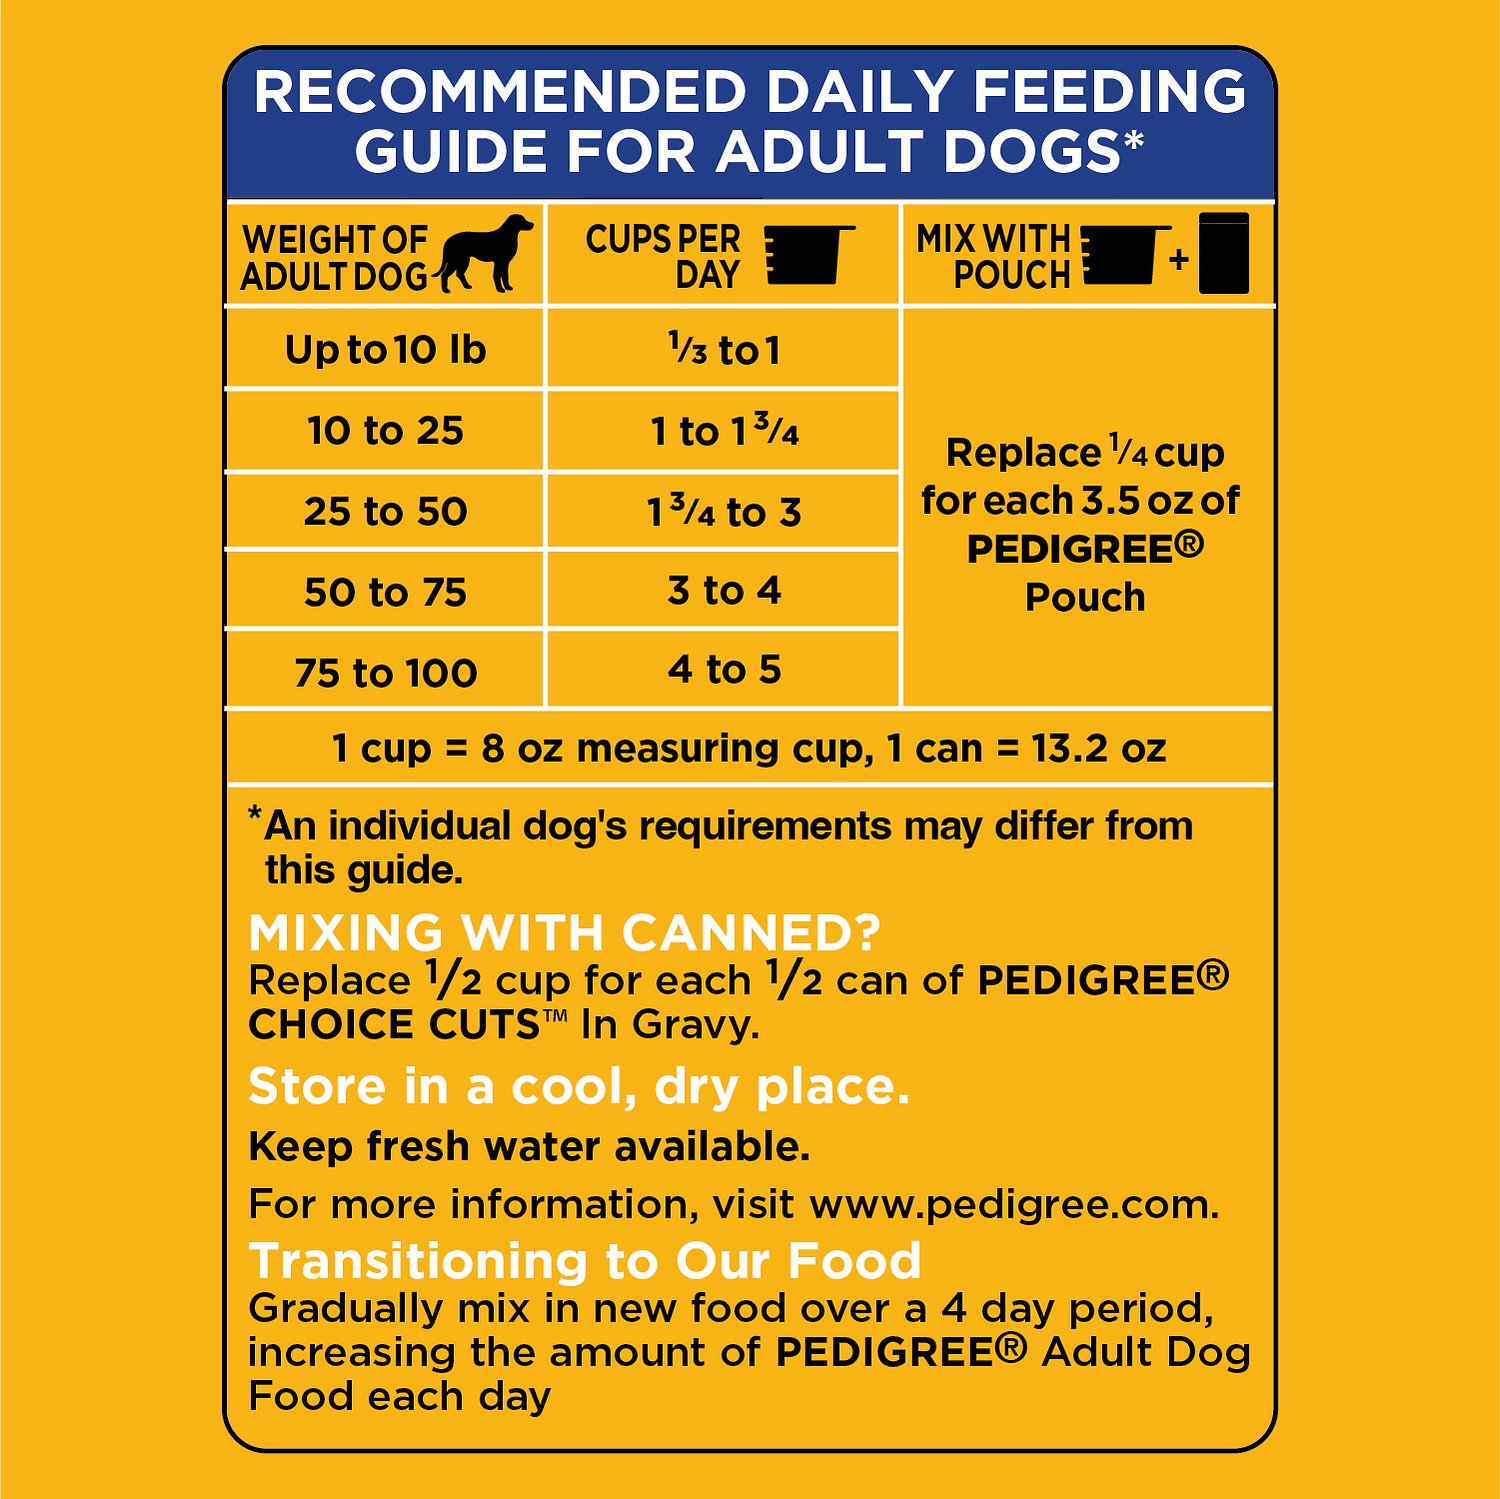 RECOMMENDED DAILY FEEDING
GUIDE FOR ADULT DOGS*
WEIGHT OF
ADULT DOG
CUPS PER
DAY
MIX WITH
POUCH
+
Up to 10 lb
1/3 to 1
10 to 25
1 to 1 3/4
25 to 50
1 3/4 to 3
50 to 75
3 to 4
75 to 100
4 to 5
Replace 1/4 cup
for each 3.5 oz of
PEDIGREE®
Pouch
1 cup = 8 oz measuring cup, 1 can = 13.2 oz
*An individual dog's requirements may differ from
this guide.
MIXING WITH CANNED?
Replace 1/2 cup for each 1/2 can of PEDIGREE®
CHOICE CUTS™ In Gravy.
Store in a cool, dry place.
Keep fresh water available.
For more information, visit www.pedigree.com.
Transitioning to Our Food
Gradually mix in new food over a 4 day period,
increasing the amount of PEDIGREE® Adult Dog
Food each day